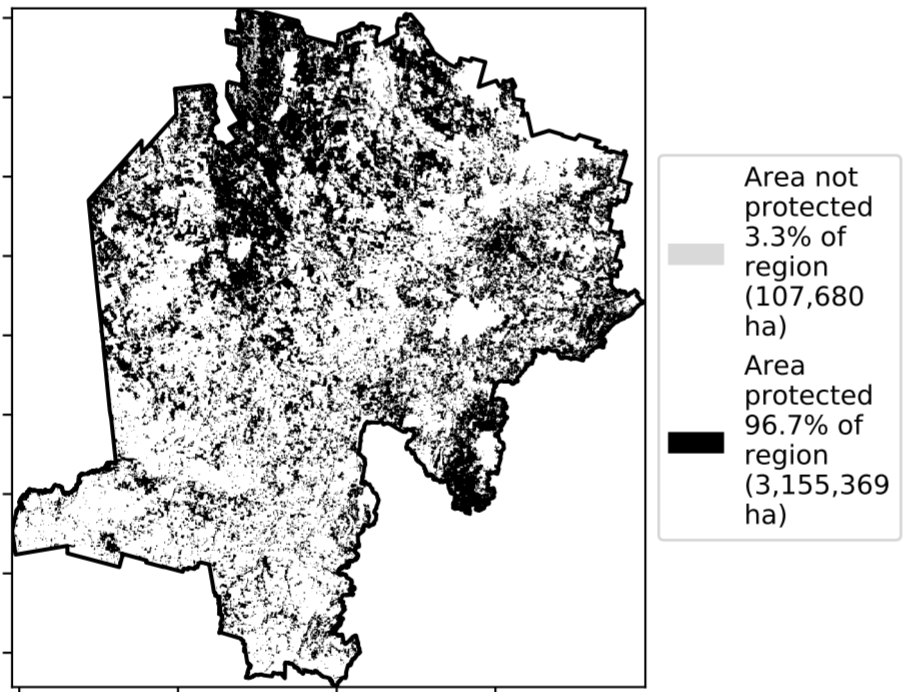 Area not
protected
3.3% of
region
(107,680
ha)
Area
protected
96.7% of
region
(3,155,369
ha)